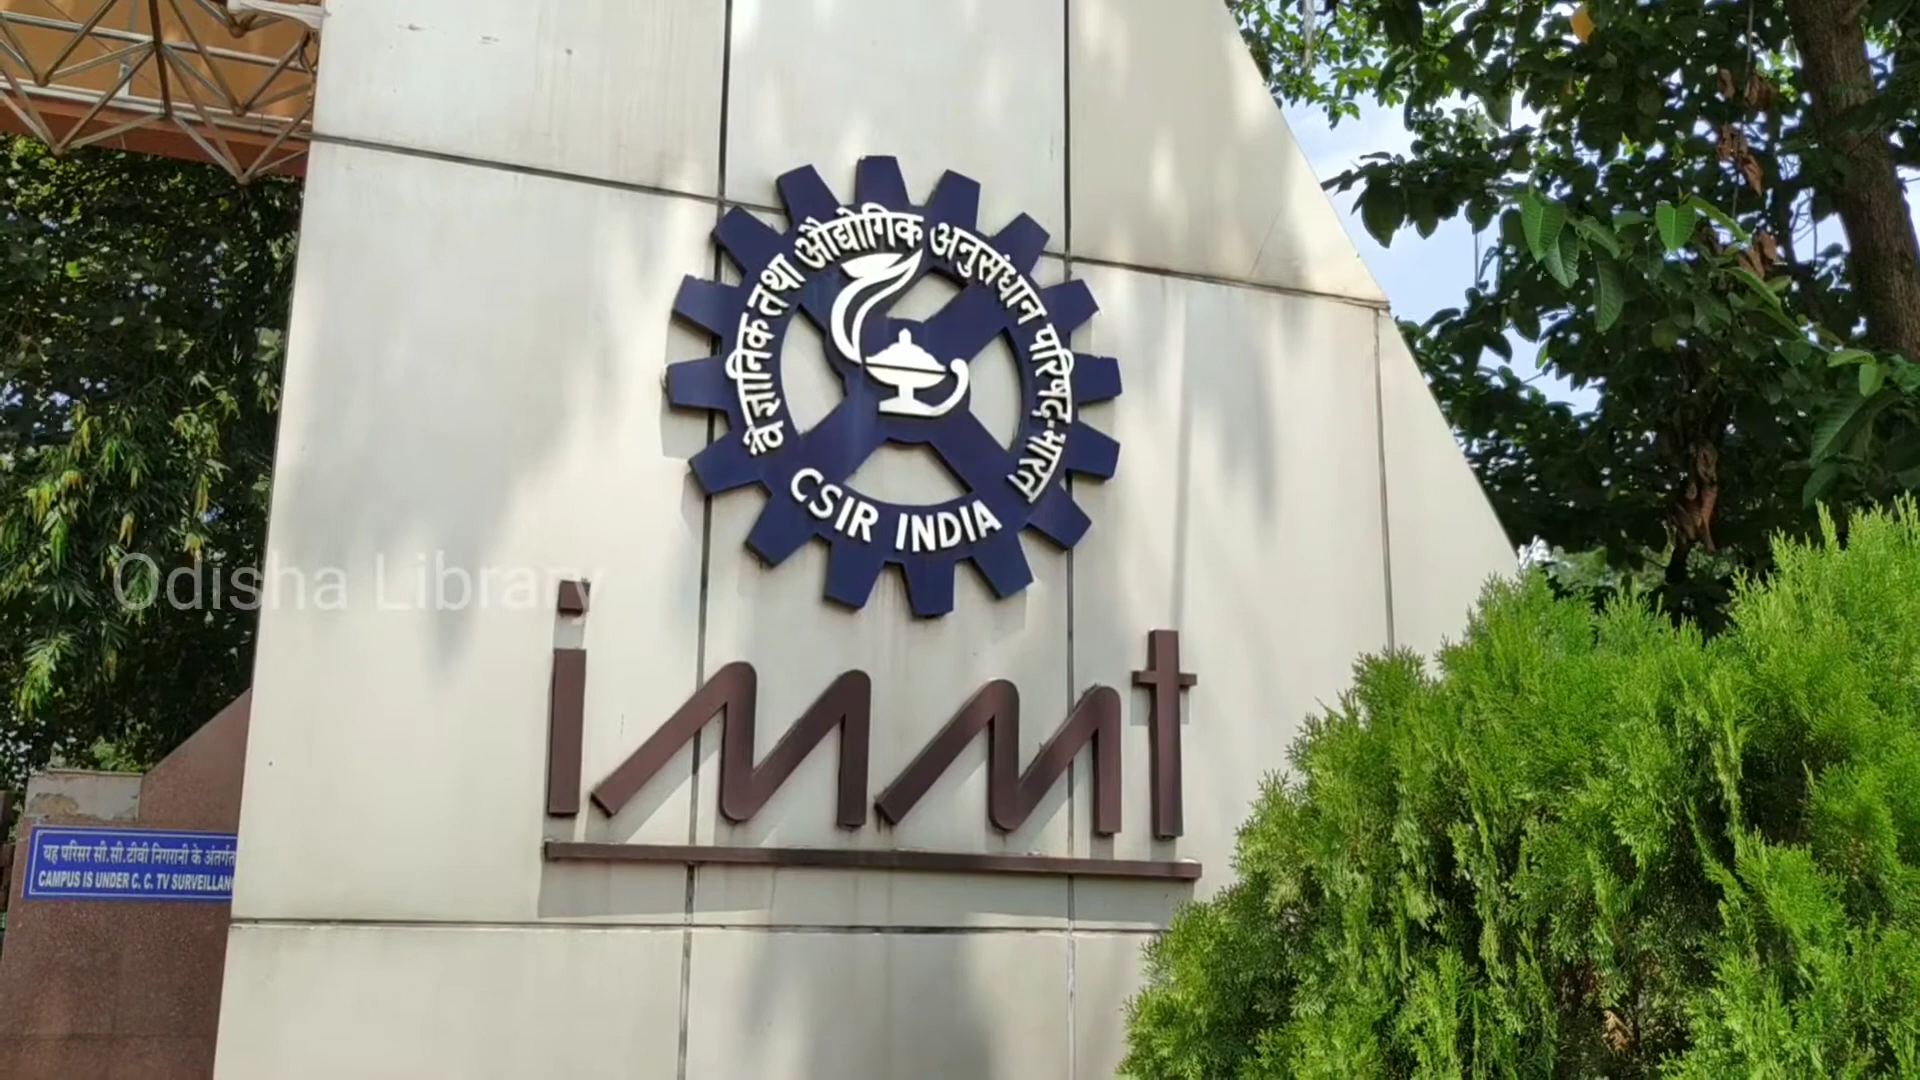 वैज्ञानिक तथा औद्योगिक अनुसंधान परिषद्-भारत
CSIR INDIA
Odisha Library
immt
यह परिसर सी.सी.टीवी निगरानी के अंतर्गत
CAMPUS IS UNDER C. C. TV SURVEILLAN